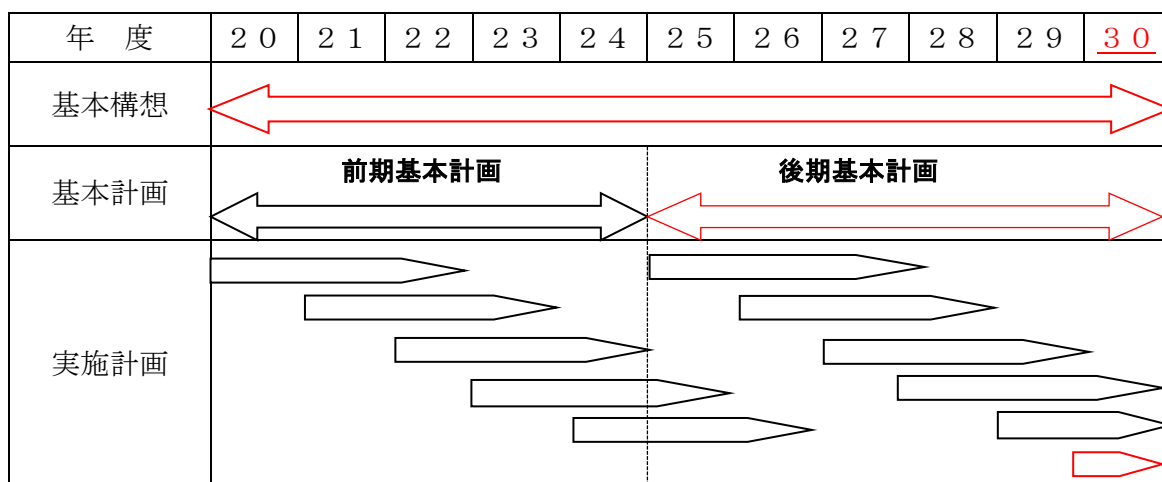 年　度 ２０ ２１ ２２ ２３ ２４ ２５ ２６ ２７ ２８ ２９ ３０
基本構想
基本計画 前期基本計画 後期基本計画
実施計画